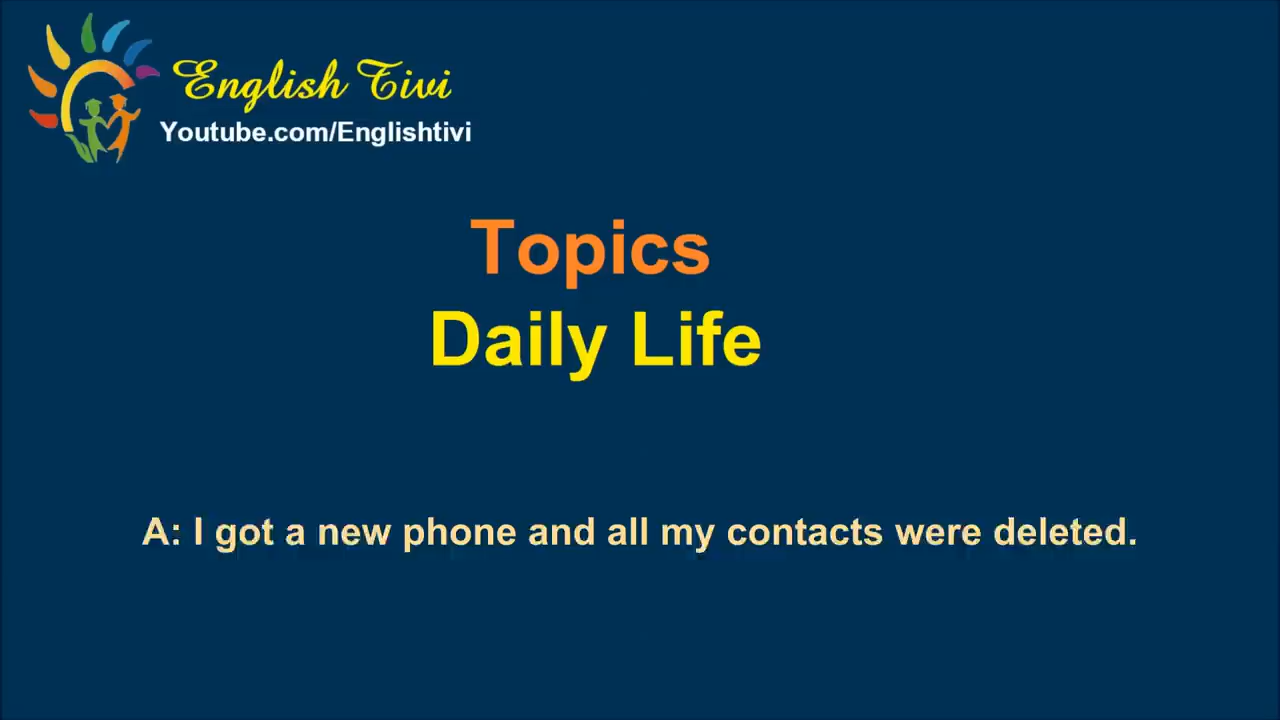 English Tivi
Youtube.com/Englishtivi
Topics
Daily Life
A: I got a new phone and all my contacts were deleted.